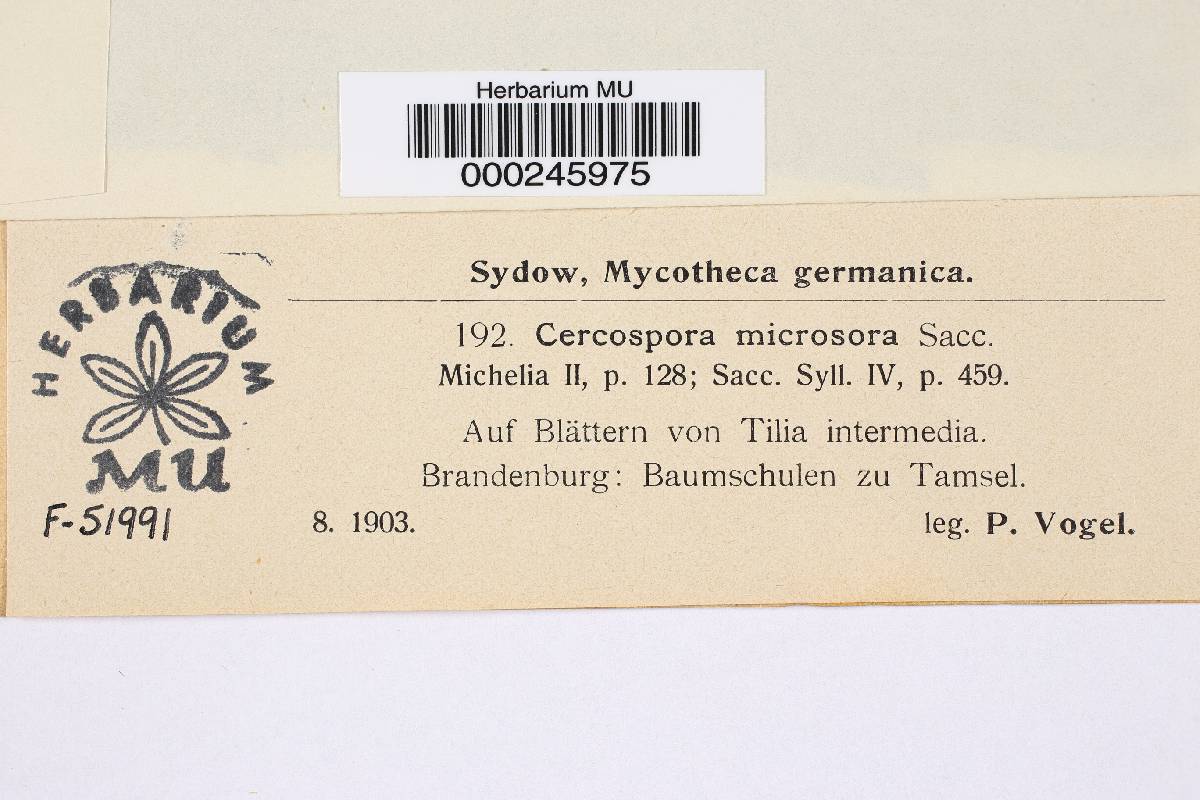 Herbarium MU
000245975
Sydow, Mycotheca germanica.
192. Cercospora microsora Sacc.
Michelia II, p. 128; Sacc. Syll. IV, p. 459.
Auf Blättern von Tilia intermedia.
Brandenburg: Baumschulen zu Tamsel.
8. 1903. leg. P. Vogel.
HERBARIUM
MU
F-51991